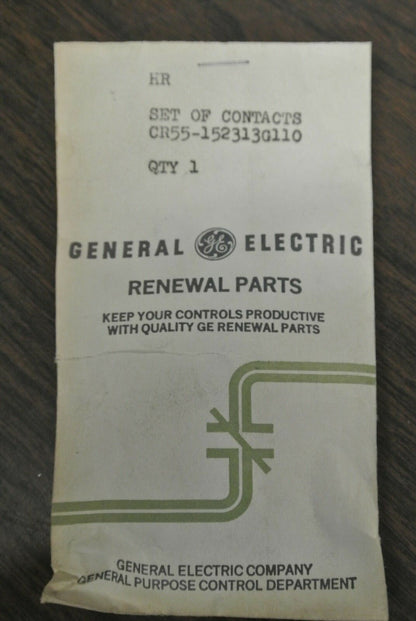 HR
SET OF CONTACTS
CR55-152313G110
QTY 1
GENERAL GE ELECTRIC
RENEWAL PARTS
KEEP YOUR CONTROLS PRODUCTIVE
WITH QUALITY GE RENEWAL PARTS
GENERAL ELECTRIC COMPANY
GENERAL PURPOSE CONTROL DEPARTMENT